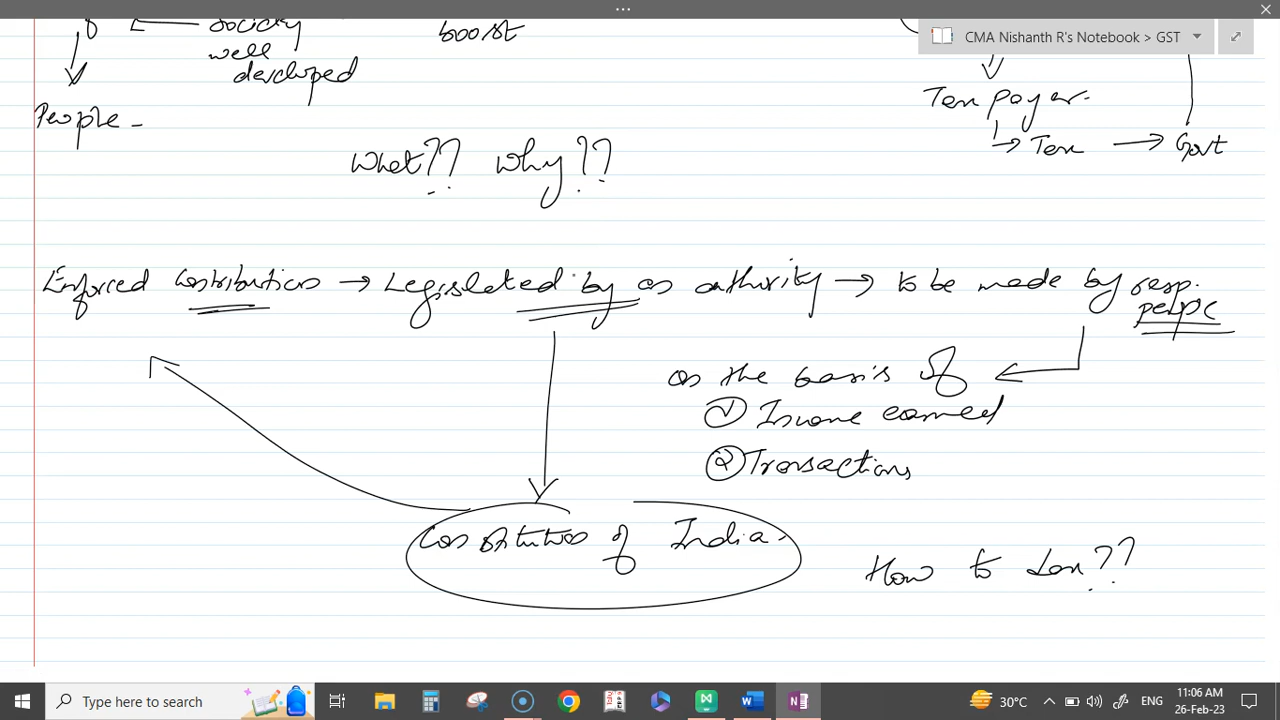 ...
CMA Nishanth R's Notebook > GST
society
boost
well
developed
People -
Tax payer.
→ Tax → Govt
What?? Why??
Enforced Contribution → Legislated by an authority → to be made by resp. people
on the basis of
① Income earned
② Transactions
Constitution of India.
How to tax??
Type here to search
30°C
ENG
11:06 AM
26-Feb-23